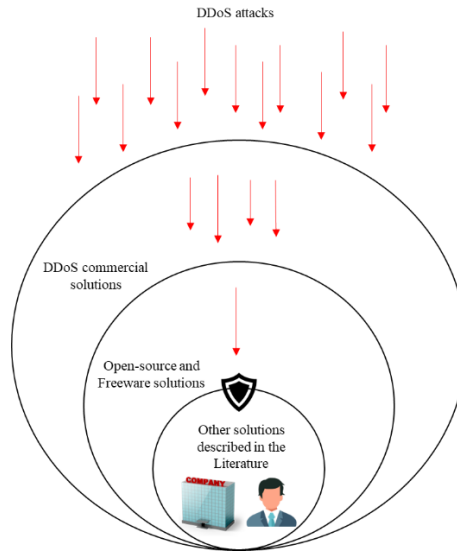 DDoS attacks
DDoS commercial
solutions
Open-source and
Freeware solutions
Other solutions
described in the
Literature
COMPANY